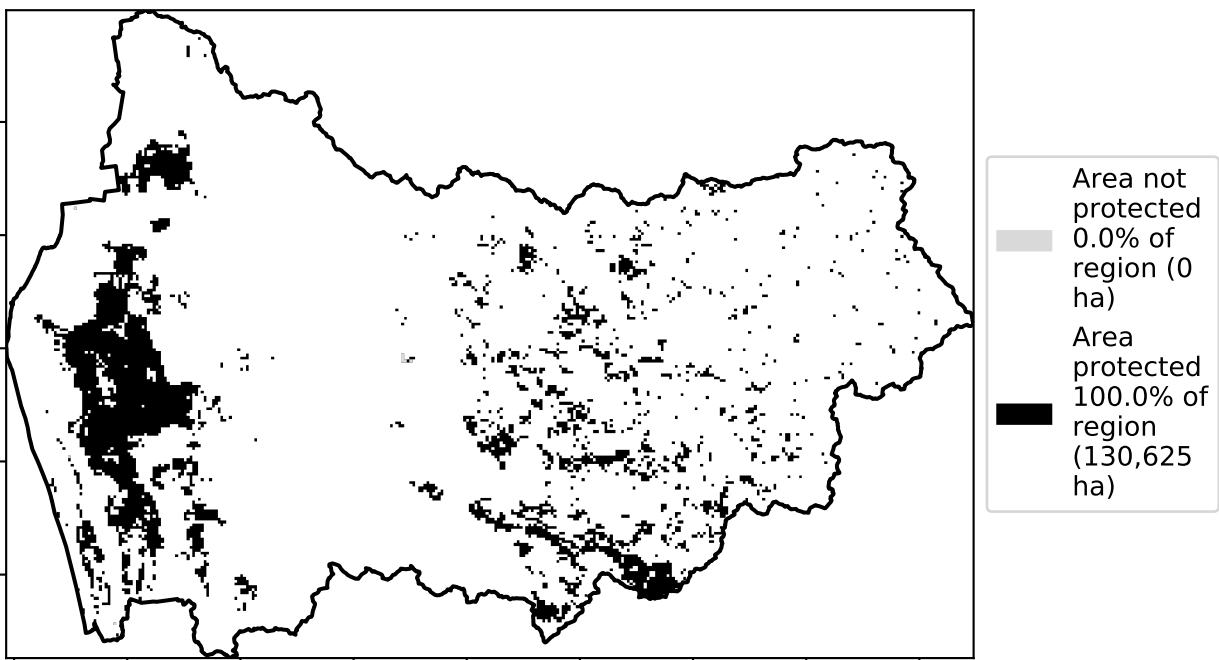 Area not
protected
0.0% of
region (0
ha)
Area
protected
100.0% of
region
(130,625
ha)